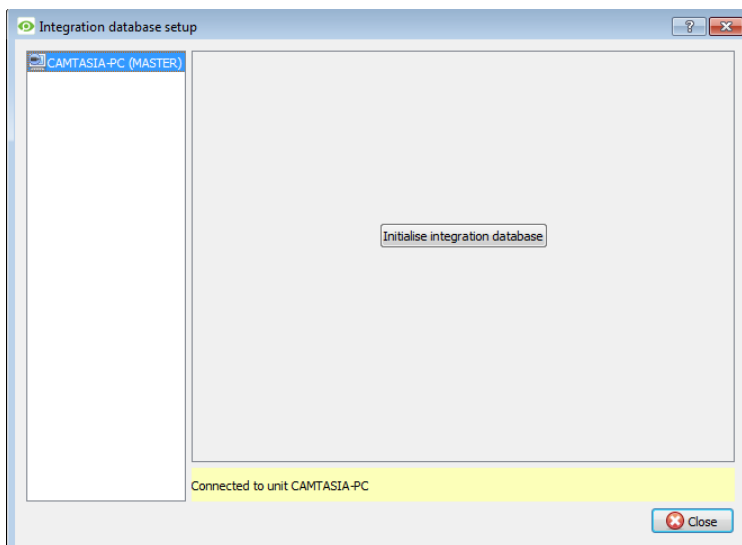 Integration database setup
CAMTASIA-PC (MASTER)
Initialise integration database
Connected to unit CAMTASIA-PC
Close